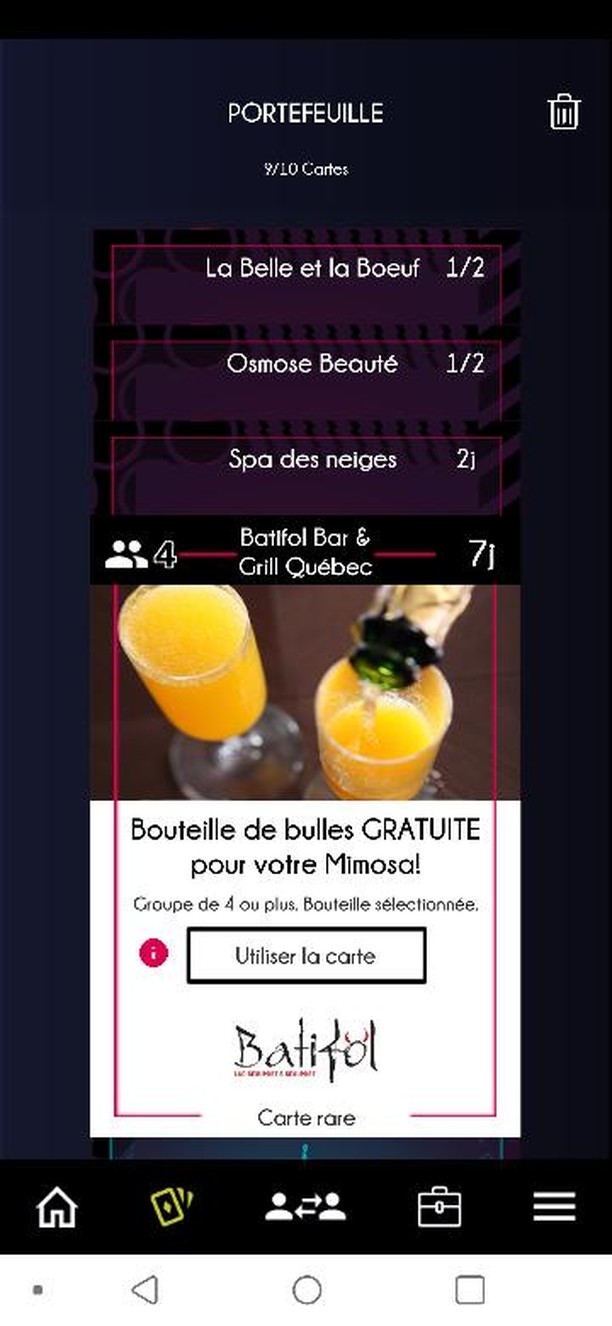 PORTEFEUILLE
9/10 Cartes
La Belle et la Boeuf 1/2
Osmose Beauté 1/2
Spa des neiges 2j
4 Batifol Bar & 7j
Grill Québec
Bouteille de bulles GRATUITE
pour votre Mimosa!
Groupe de 4 ou plus. Bouteille sélectionnée.
i Utiliser la carte
Batifol
Carte rare